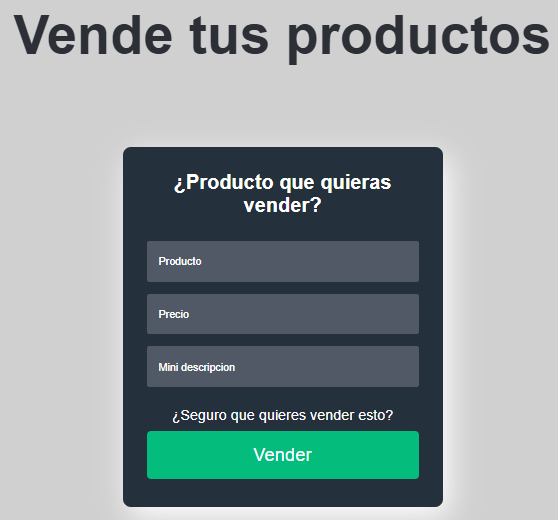 Vende tus productos
¿Producto que quieras
vender?
Producto
Precio
Mini descripcion
¿Seguro que quieres vender esto?
Vender